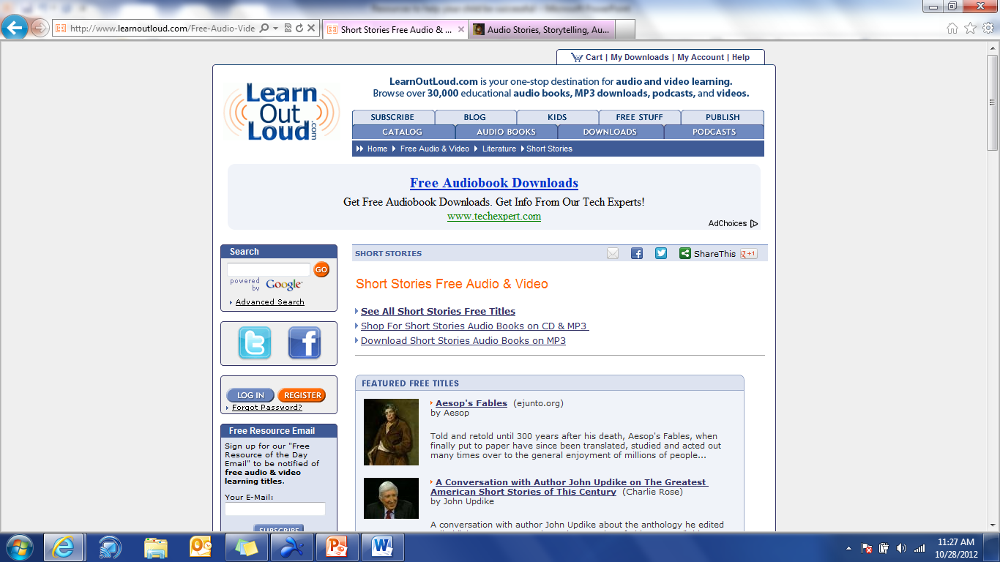 Resources to help your child be successful - Microsoft PowerPoint
http://www.learnoutloud.com/Free-Audio-Vide
Short Stories Free Audio & ...
Audio Stories, Storytelling, Au...
Cart | My Downloads | My Account | Help
Learn Out Loud .com
LearnOutLoud.com is your one-stop destination for audio and video learning.
Browse over 30,000 educational audio books, MP3 downloads, podcasts, and videos.
SUBSCRIBE BLOG KIDS FREE STUFF PUBLISH
CATALOG AUDIO BOOKS DOWNLOADS PODCASTS
Home Free Audio & Video Literature Short Stories
Free Audiobook Downloads
Get Free Audiobook Downloads. Get Info From Our Tech Experts!
www.techexpert.com
AdChoices
Search
GO
powered by Google
Advanced Search
LOG IN REGISTER
Forgot Password?
Free Resource Email
Sign up for our "Free
Resource of the Day
Email" to be notified of
free audio & video
learning titles.
Your E-Mail:
SUBSCRIBE
SHORT STORIES
ShareThis +1
Short Stories Free Audio & Video
See All Short Stories Free Titles
Shop For Short Stories Audio Books on CD & MP3
Download Short Stories Audio Books on MP3
FEATURED FREE TITLES
Aesop's Fables (ejunto.org)
by Aesop
Told and retold until 300 years after his death, Aesop's Fables, when
finally put to paper have since been translated, studied and acted out
many times over to the general enjoyment of millions of people...
A Conversation with Author John Updike on The Greatest
American Short Stories of This Century (Charlie Rose)
by John Updike
A conversation with author John Updike about the anthology he edited
11:27 AM
10/28/2012